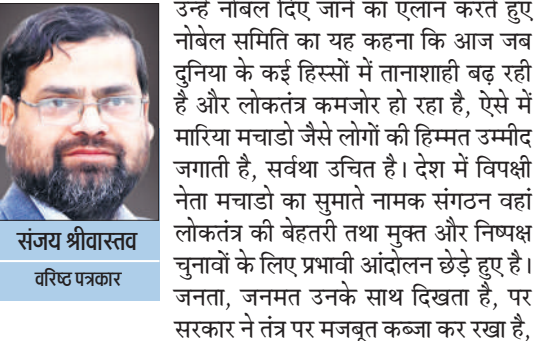 उन्हें नोबल दिए जाने का एलान करते हुए
नोबेल समिति का यह कहना कि आज जब
दुनिया के कई हिस्सों में तानाशाही बढ़ रही
है और लोकतंत्र कमजोर हो रहा है, ऐसे में
मारिया मचाडो जैसे लोगों की हिम्मत उम्मीद
जगाती है, सर्वथा उचित है। देश में विपक्षी
नेता मचाडो का सुमाते नामक संगठन वहां
लोकतंत्र की बेहतरी तथा मुक्त और निष्पक्ष
चुनावों के लिए प्रभावी आंदोलन छेड़े हुए है।
जनता, जनमत उनके साथ दिखता है, पर
सरकार ने तंत्र पर मजबूत कब्जा कर रखा है,
संजय श्रीवास्तव
वरिष्ठ पत्रकार